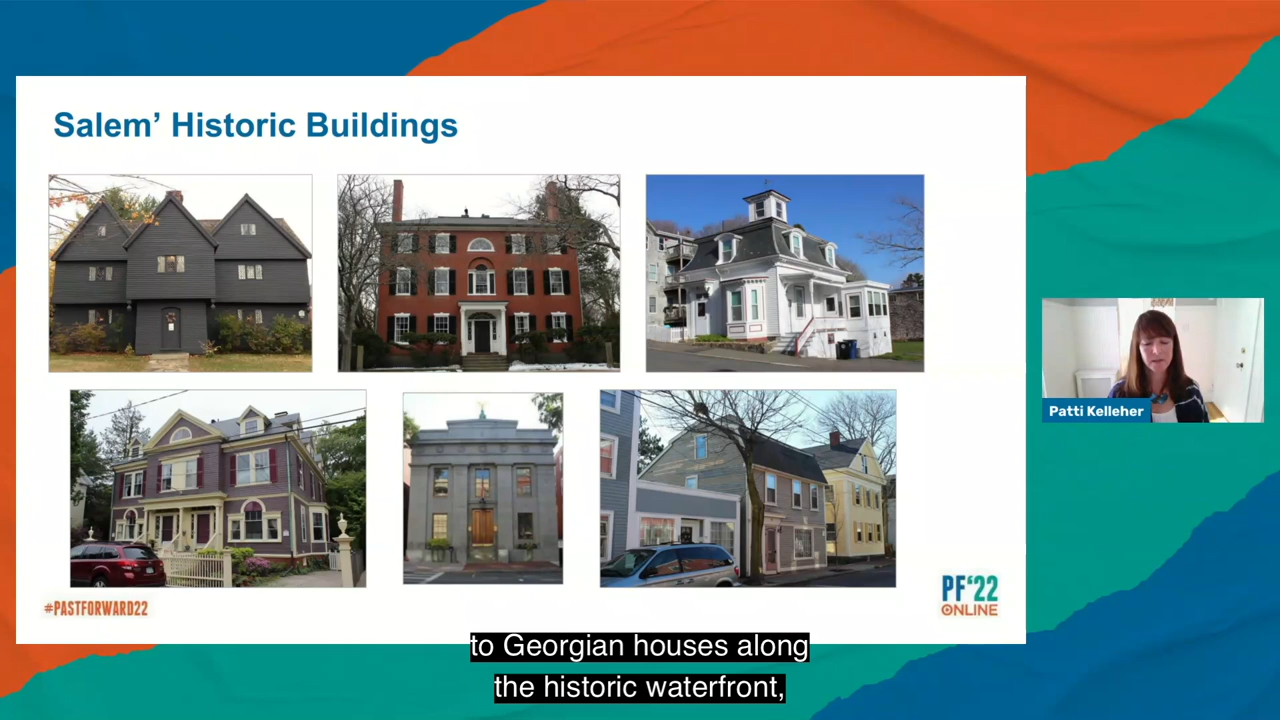 Salem’ Historic Buildings
Patti Kelleher
#PASTFORWARD22
PF‘22
ONLINE
to Georgian houses along
the historic waterfront,